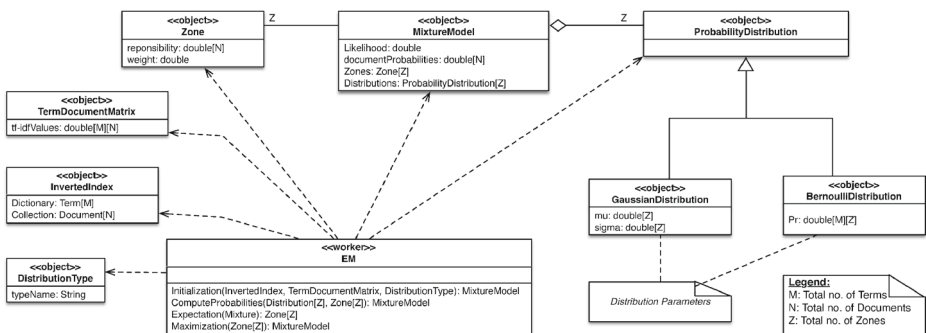 <<object>>
Zone
reponsibility: double[N]
weight: double
Z
<<object>>
MixtureModel
Likelihood: double
documentProbabilities: double[N]
Zones: Zone[Z]
Distributions: ProbabilityDistribution[Z]
Z
<<object>>
ProbabilityDistribution
<<object>>
TermDocumentMatrix
tf-idfValues: double[M][N]
<<object>>
InvertedIndex
Dictionary: Term[M]
Collection: Document[N]
<<object>>
DistributionType
typeName: String
<<worker>>
EM
Initialization(InvertedIndex, TermDocumentMatrix, DistributionType): MixtureModel
ComputeProbabilities(Distribution[Z], Zone[Z]): MixtureModel
Expectation(Mixture): Zone[Z]
Maximization(Zone[Z]): MixtureModel
<<object>>
GaussianDistribution
mu: double[Z]
sigma: double[Z]
<<object>>
BernoulliDistribution
Pr: double[M][Z]
Distribution Parameters
Legend:
M: Total no. of Terms
N: Total no. of Documents
Z: Total no. of Zones